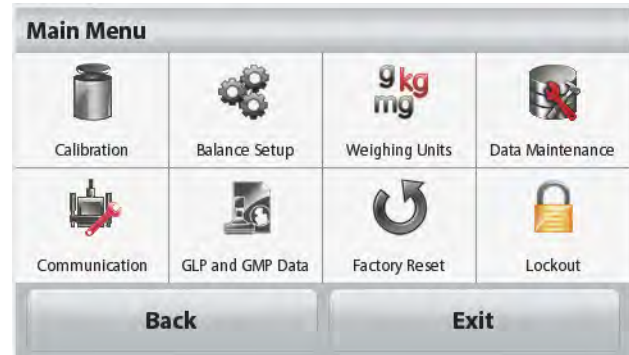 Main Menu
g kg
mg
Calibration
Balance Setup
Weighing Units
Data Maintenance
Communication
GLP and GMP Data
Factory Reset
Lockout
Back
Exit